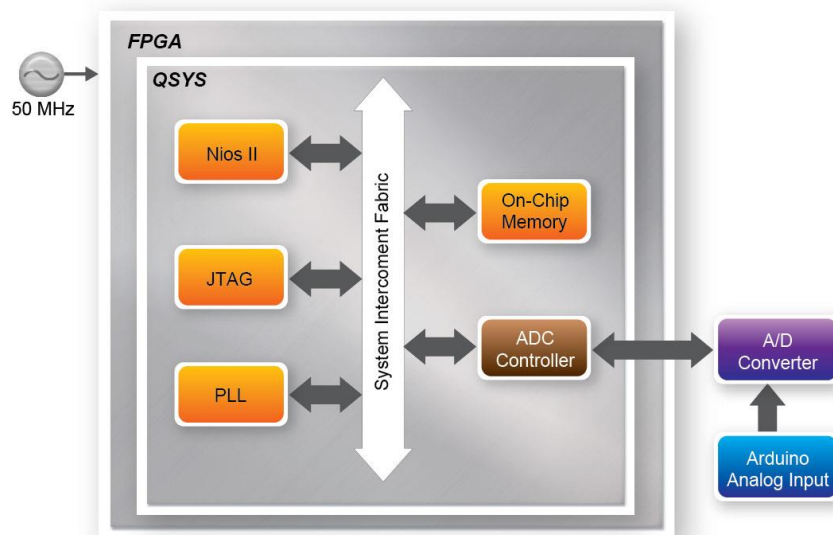 FPGA
QSYS
50 MHz
Nios II
JTAG
PLL
System Intercoment Fabric
On-Chip
Memory
ADC
Controller
A/D
Converter
Arduino
Analog Input